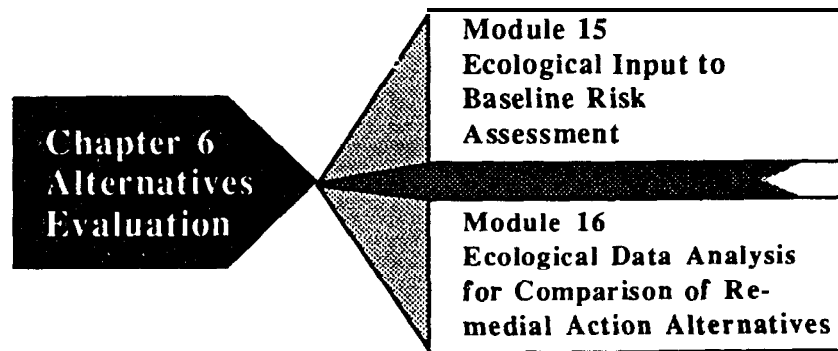 Chapter 6
Alternatives
Evaluation
Module 15
Ecological Input to
Baseline Risk
Assessment
Module 16
Ecological Data Analysis
for Comparison of Re-
medial Action Alternatives